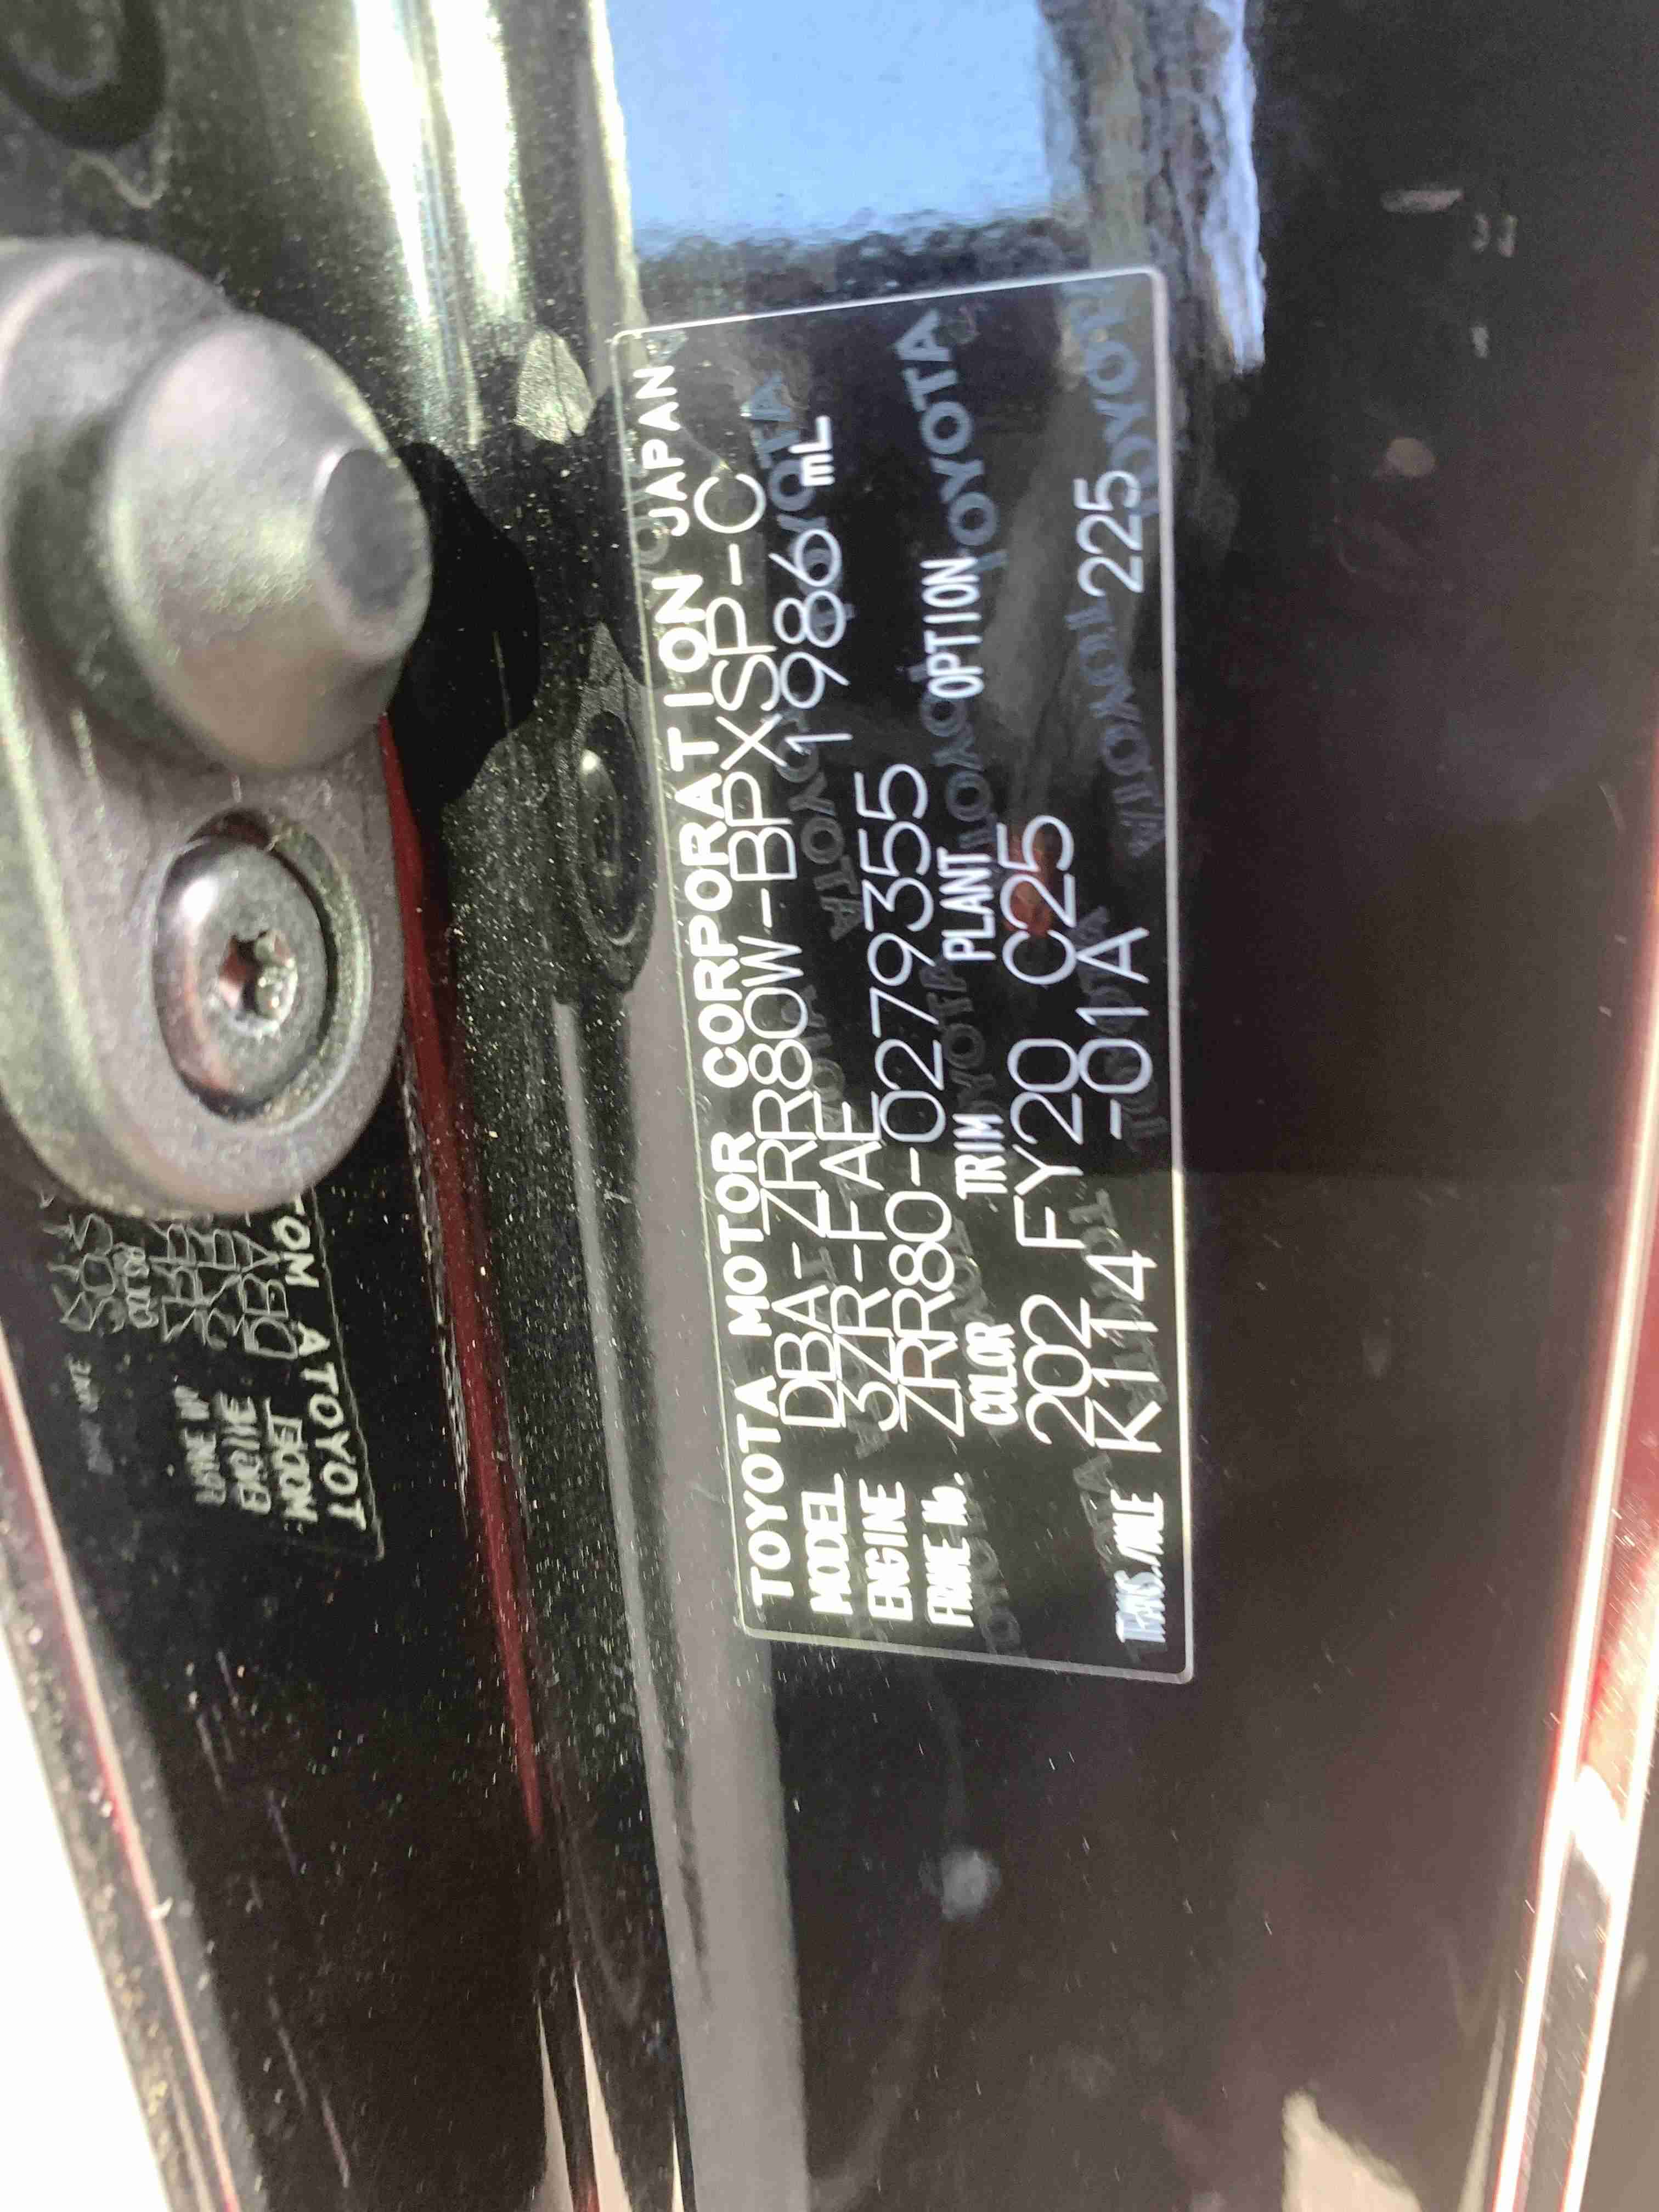 TOYOTA MOTOR CORPORATION JAPAN
MODEL DBA-ZRR80W-BPXSP-C
ENGINE 3ZR-FAE 1986 mL
FRAME No. ZRR80-0279355
COLOR TRIM PLANT OPTION
202 FY20 C25
TRANS./AXLE K114 -01A 225